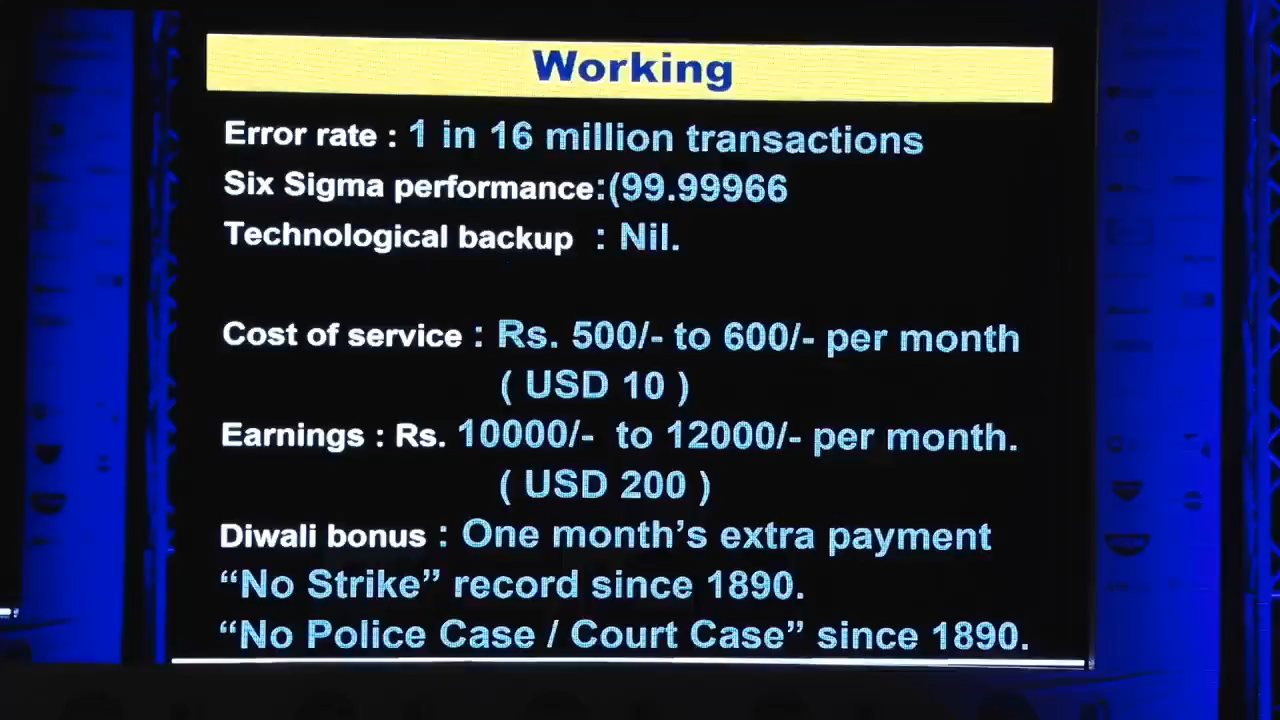 Working
Error rate : 1 in 16 million transactions
Six Sigma performance:(99.99966
Technological backup : Nil.
Cost of service : Rs. 500/- to 600/- per month
( USD 10 )
Earnings : Rs. 10000/- to 12000/- per month.
( USD 200 )
Diwali bonus : One month’s extra payment
“No Strike” record since 1890.
“No Police Case / Court Case” since 1890.